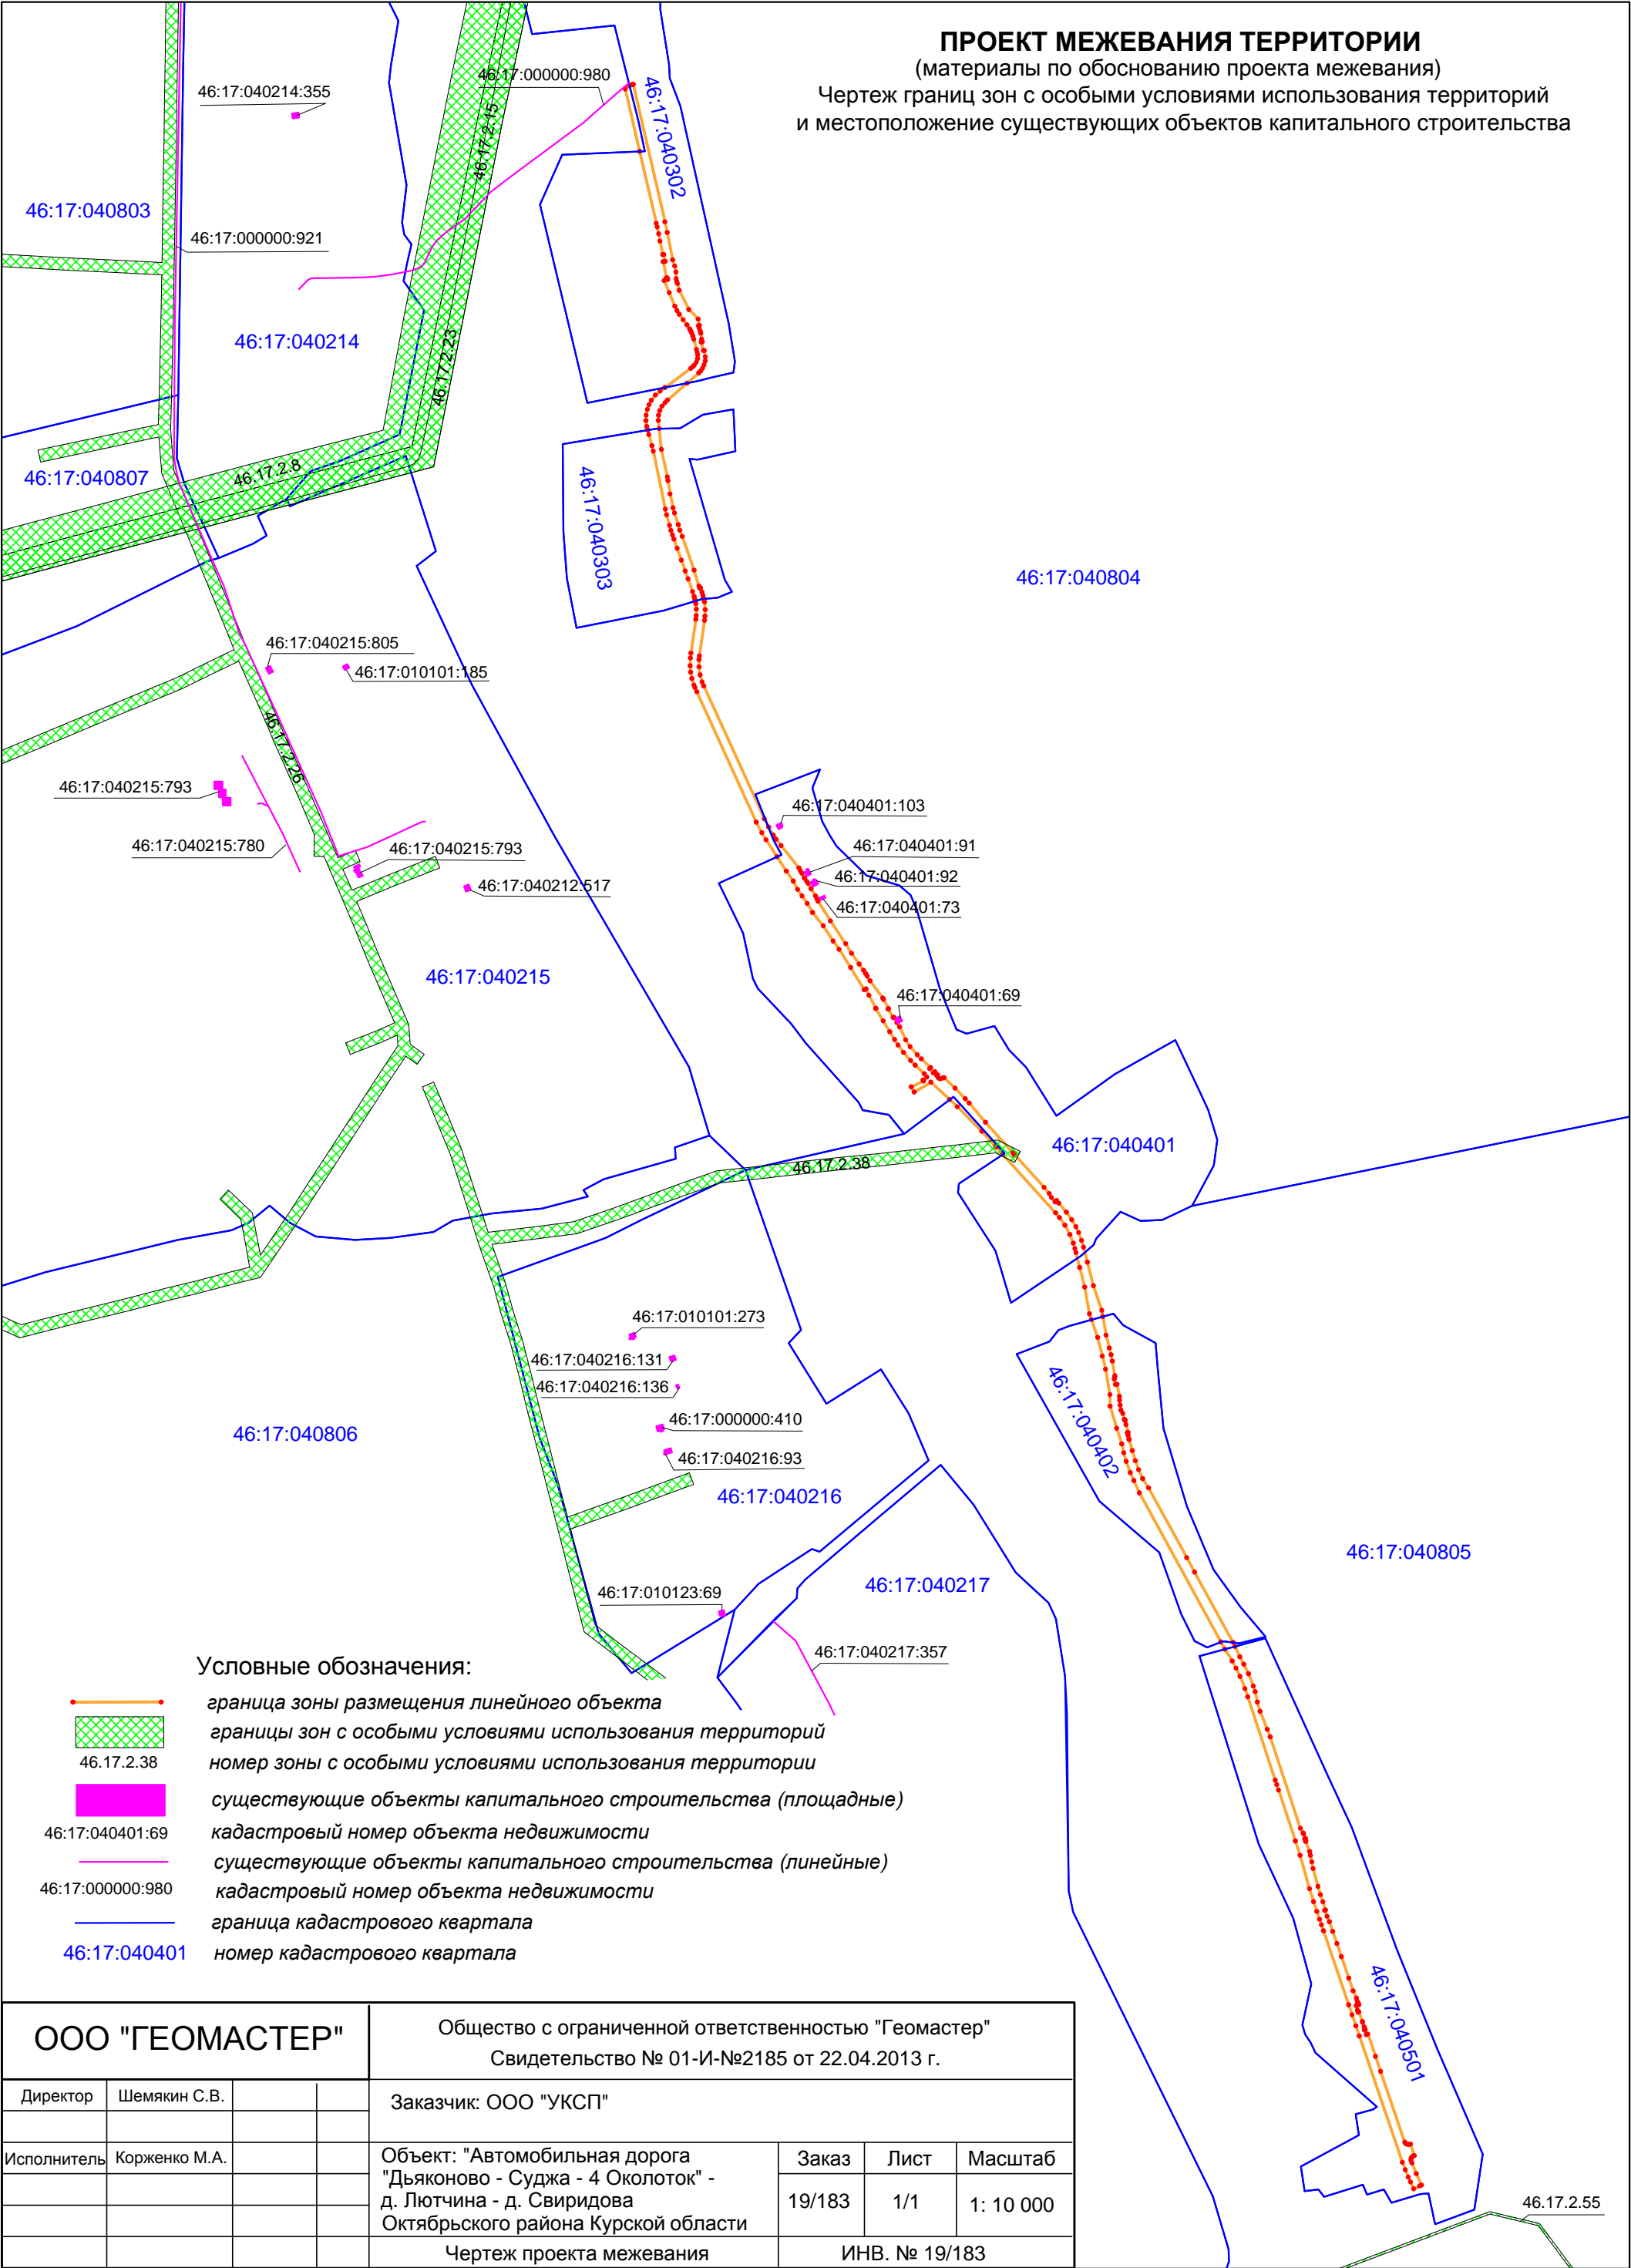 ПРОЕКТ МЕЖЕВАНИЯ ТЕРРИТОРИИ
(материалы по обоснованию проекта межевания)
Чертеж границ зон с особыми условиями использования территорий
и местоположение существующих объектов капитального строительства
46:17:000000:980
46:17:040214:355
46:17:040302
46.17.2.15
46:17:040803
46:17:000000:921
46:17:040214
46.17.2.23
46:17:040807
46.17.2.8
46:17:040303
46:17:040804
46:17:040215:805
46:17:010101:185
46.17.2.26
46:17:040215:793
46:17:040215:780
46:17:040215:793
46:17:040212:517
46:17:040401:103
46:17:040401:91
46:17:040401:92
46:17:040401:73
46:17:040215
46:17:040401:69
46:17:040401
46.17.2.38
46:17:010101:273
46:17:040216:131
46:17:040216:136
46:17:000000:410
46:17:040216:93
46:17:040402
46:17:040806
46:17:040216
46:17:040805
46:17:040217
46:17:010123:69
46:17:040217:357
46:17:040501
46.17.2.55
Условные обозначения:
граница зоны размещения линейного объекта
границы зон с особыми условиями использования территорий
46.17.2.38 номер зоны с особыми условиями использования территории
существующие объекты капитального строительства (площадные)
46:17:040401:69 кадастровый номер объекта недвижимости
существующие объекты капитального строительства (линейные)
46:17:000000:980 кадастровый номер объекта недвижимости
граница кадастрового квартала
46:17:040401 номер кадастрового квартала
ООО "ГЕОМАСТЕР"
Общество с ограниченной ответственностью "Геомастер"
Свидетельство № 01-И-№2185 от 22.04.2013 г.
Директор Шемякин С.В.
Заказчик: ООО "УКСП"
Исполнитель Корженко М.А.
Объект: "Автомобильная дорога
"Дьяконово - Суджа - 4 Околоток" -
д. Лютчина - д. Свиридова
Октябрьского района Курской области
Заказ Лист Масштаб
19/183 1/1 1: 10 000
Чертеж проекта межевания
ИНВ. № 19/183